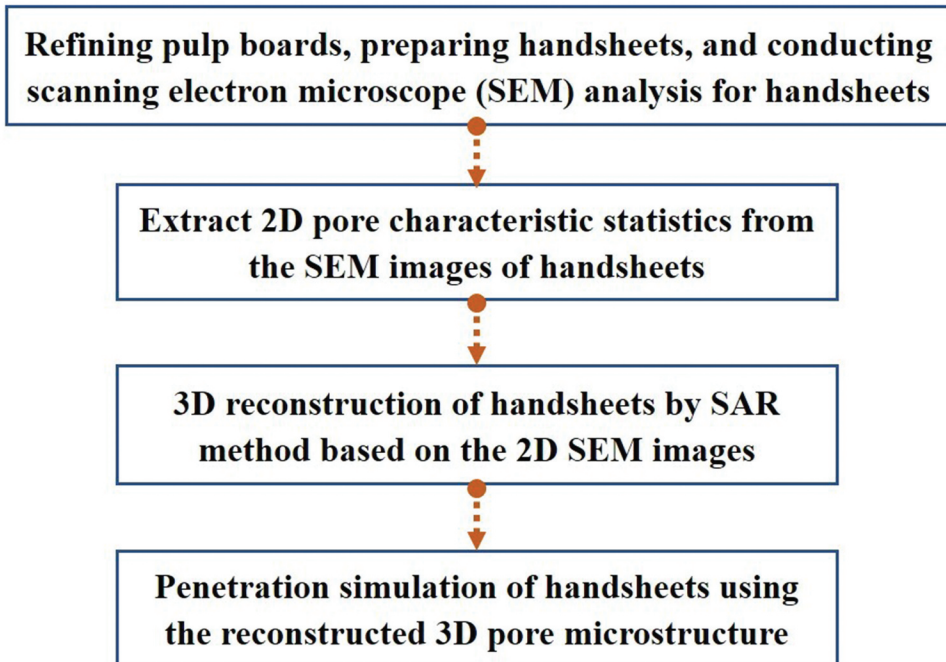 Refining pulp boards, preparing handsheets, and conducting
scanning electron microscope (SEM) analysis for handsheets
Extract 2D pore characteristic statistics from
the SEM images of handsheets
3D reconstruction of handsheets by SAR
method based on the 2D SEM images
Penetration simulation of handsheets using
the reconstructed 3D pore microstructure